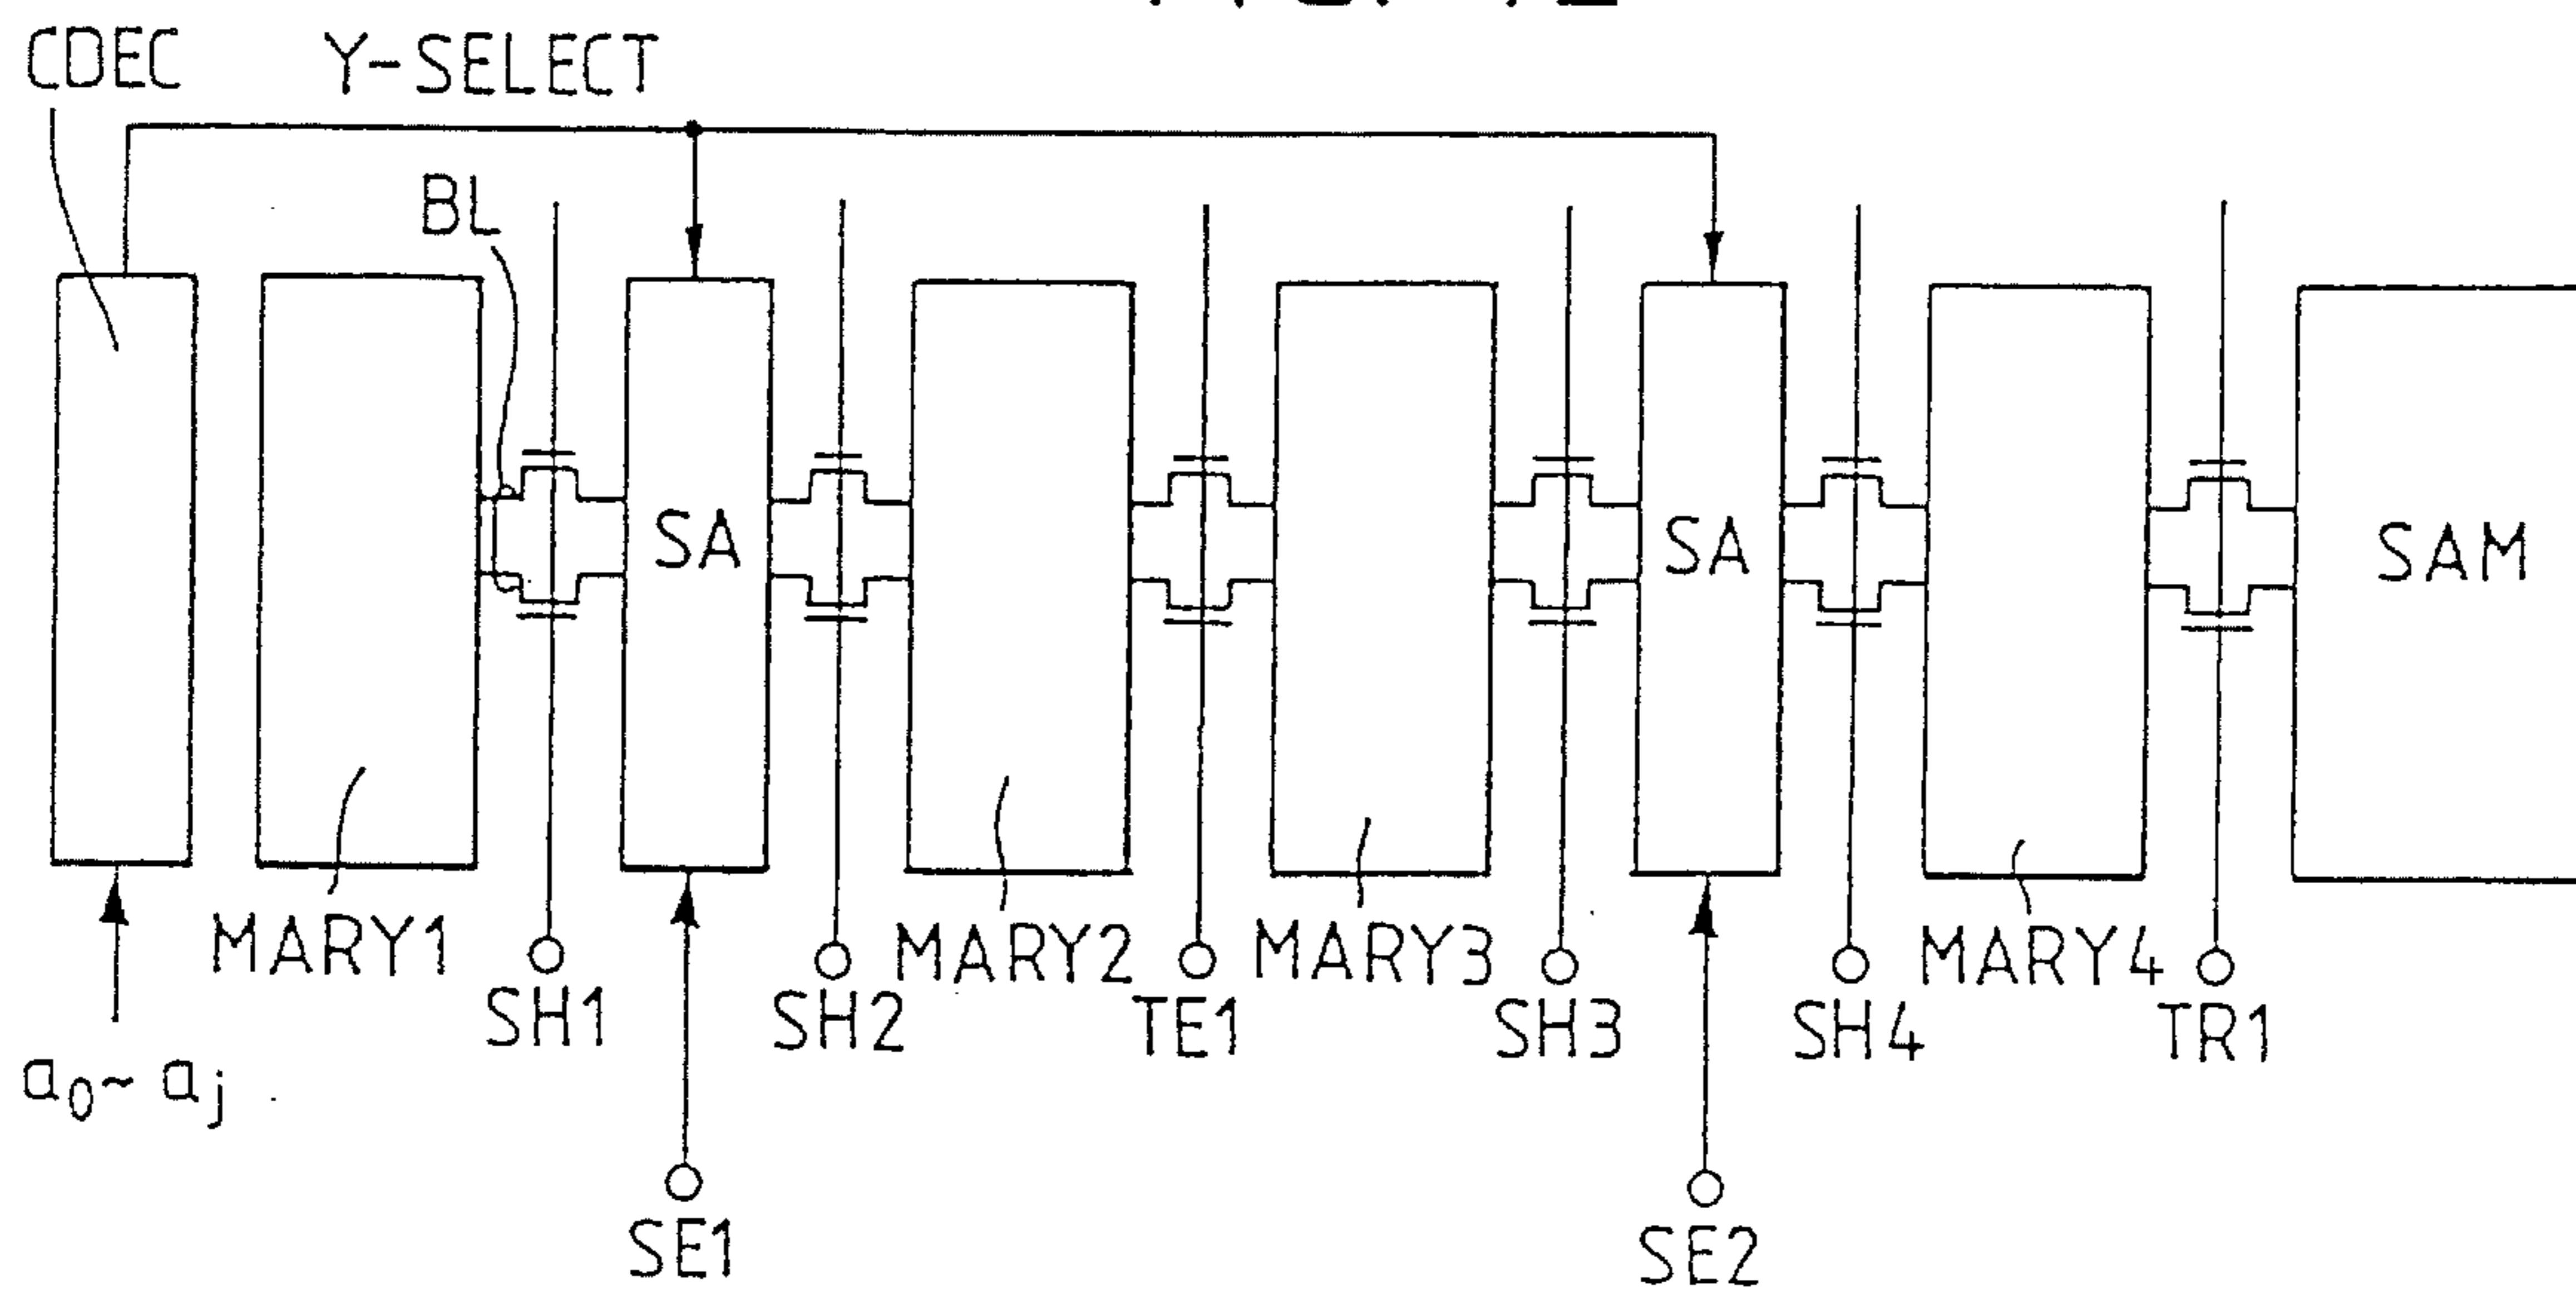 CDEC
Y-SELECT
BL
SA
SA
SAM
MARY1
SH1
SH2
MARY2
TE1
MARY3
SH3
SH4
MARY4
TR1
a0~ aj
SE1
SE2